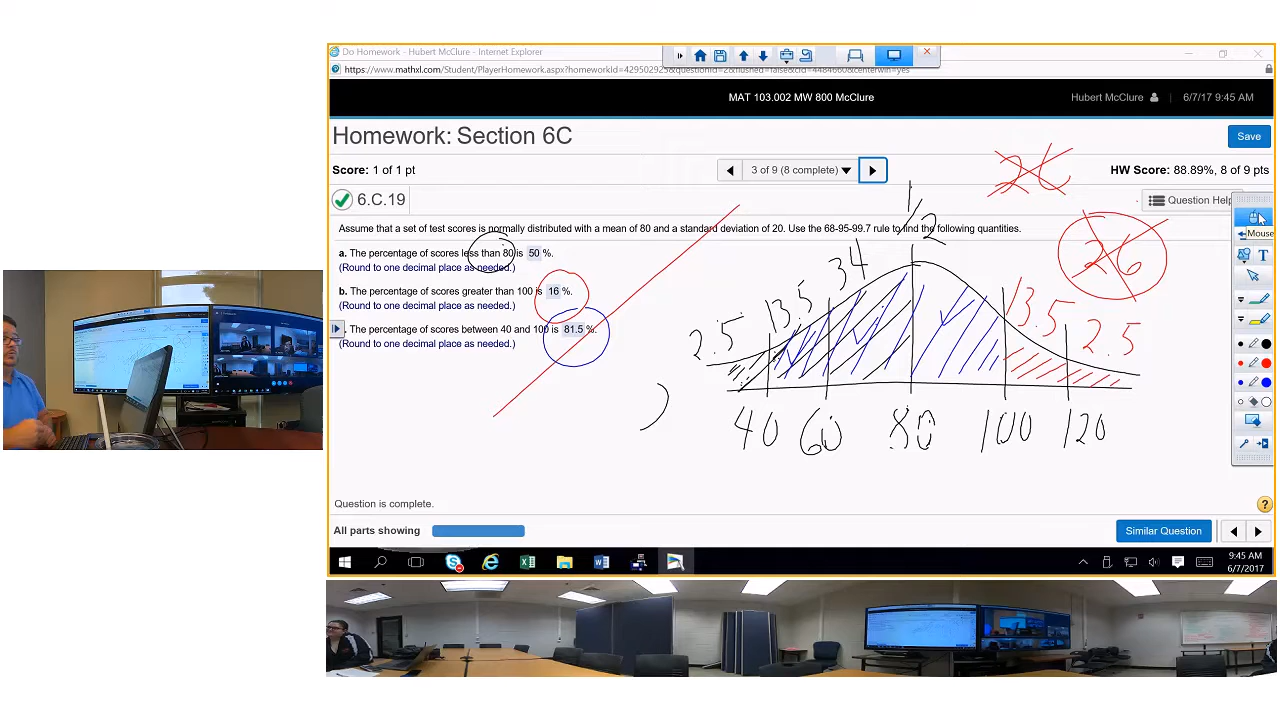 Do Homework - Hubert McClure - Internet Explorer
MAT 103.002 MW 800 McClure
Hubert McClure
6/7/17 9:45 AM
Homework: Section 6C
Save
Score: 1 of 1 pt
3 of 9 (8 complete)
HW Score: 88.89%, 8 of 9 pts
26
6.C.19
Question Help
1/2
Assume that a set of test scores is normally distributed with a mean of 80 and a standard deviation of 20. Use the 68-95-99.7 rule to find the following quantities.
a. The percentage of scores less than 80 is 50 %.
(Round to one decimal place as needed.)
b. The percentage of scores greater than 100 is 16 %.
(Round to one decimal place as needed.)
. The percentage of scores between 40 and 100 is 81.5 %.
(Round to one decimal place as needed.)
26
2.5 13.5 34 13.5 2.5
40 60 80 100 120
Mouse
T
Question is complete.
?
All parts showing
Similar Question
9:45 AM
6/7/2017